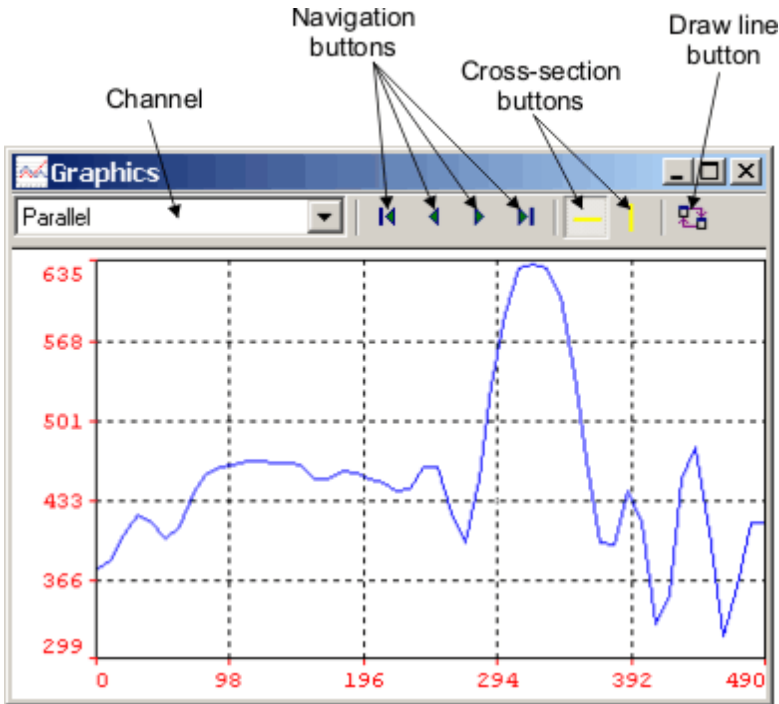 Navigation
buttons
Draw line
button
Cross-section
buttons
Channel
Graphics
Parallel
635
568
501
433
366
299
0 98 196 294 392 490